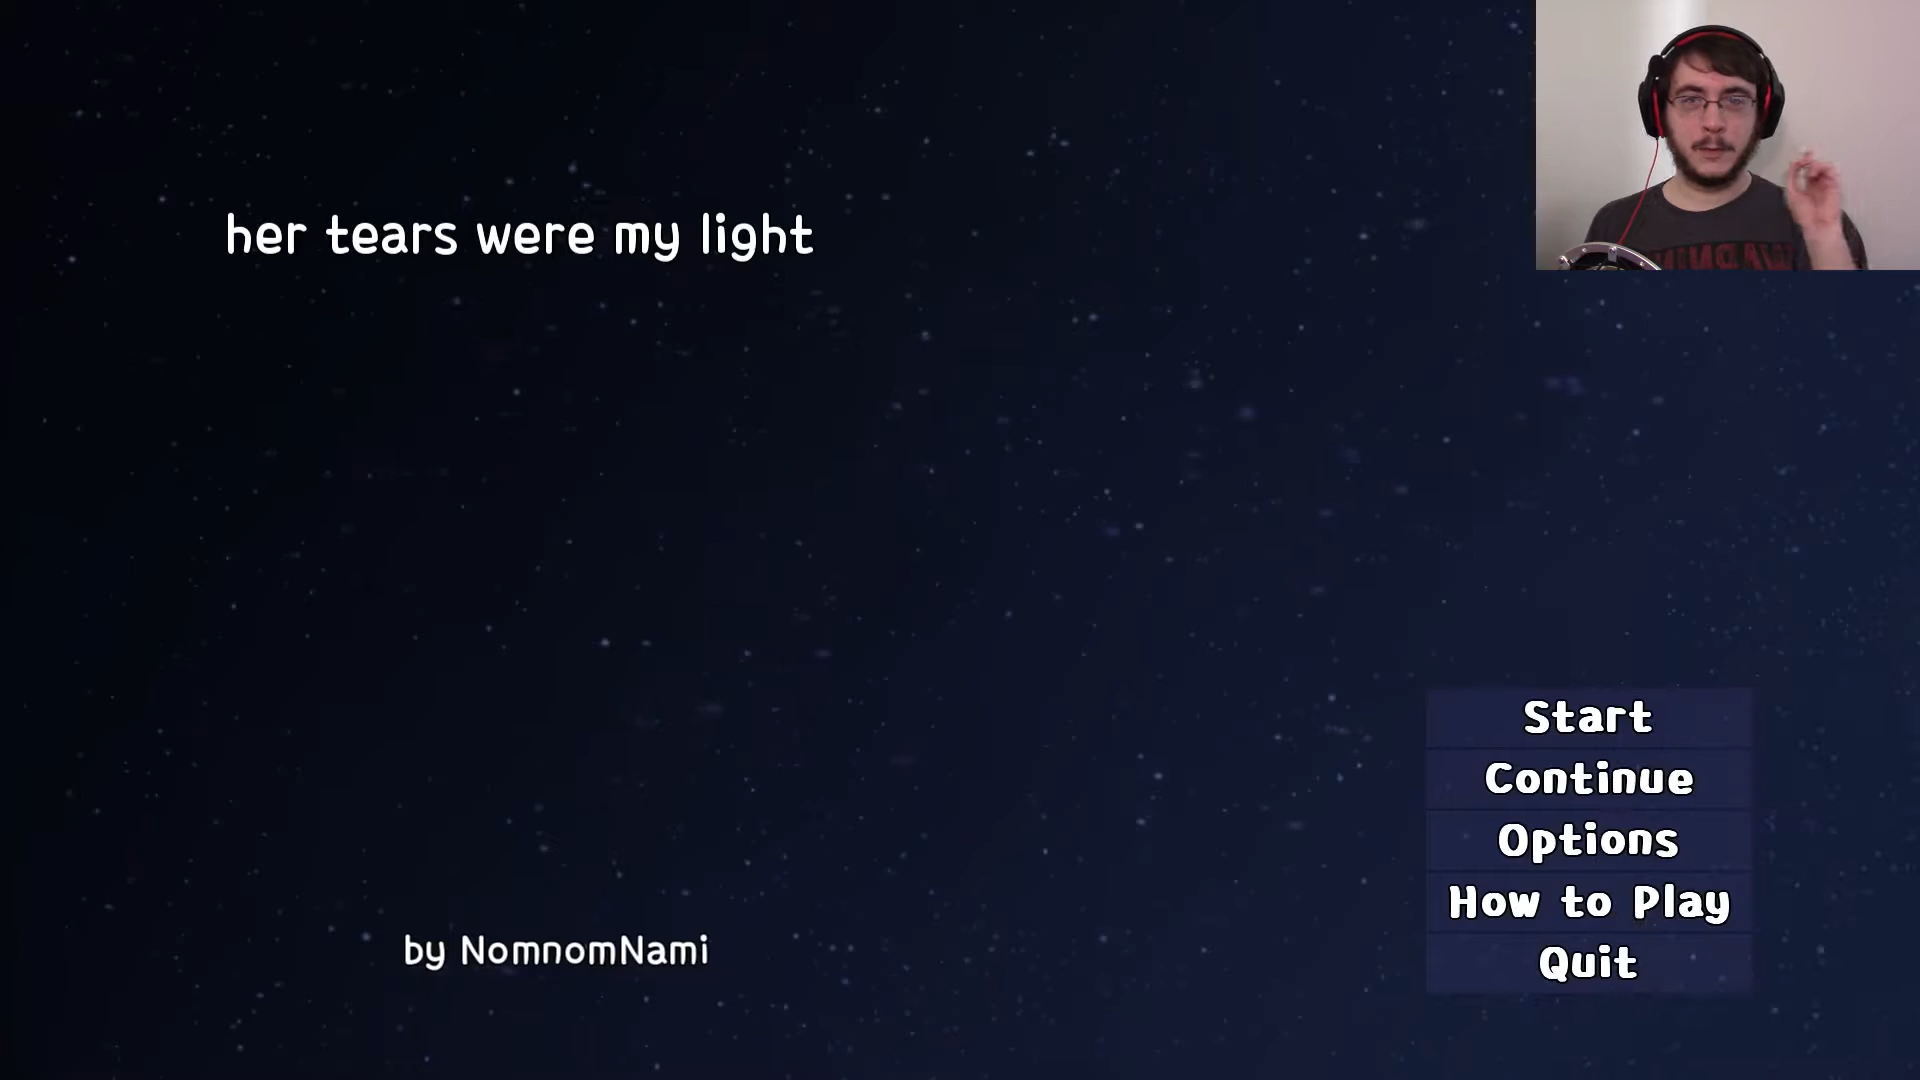 her tears were my light
Start
Continue
Options
How to Play
by NomnomNami
Quit